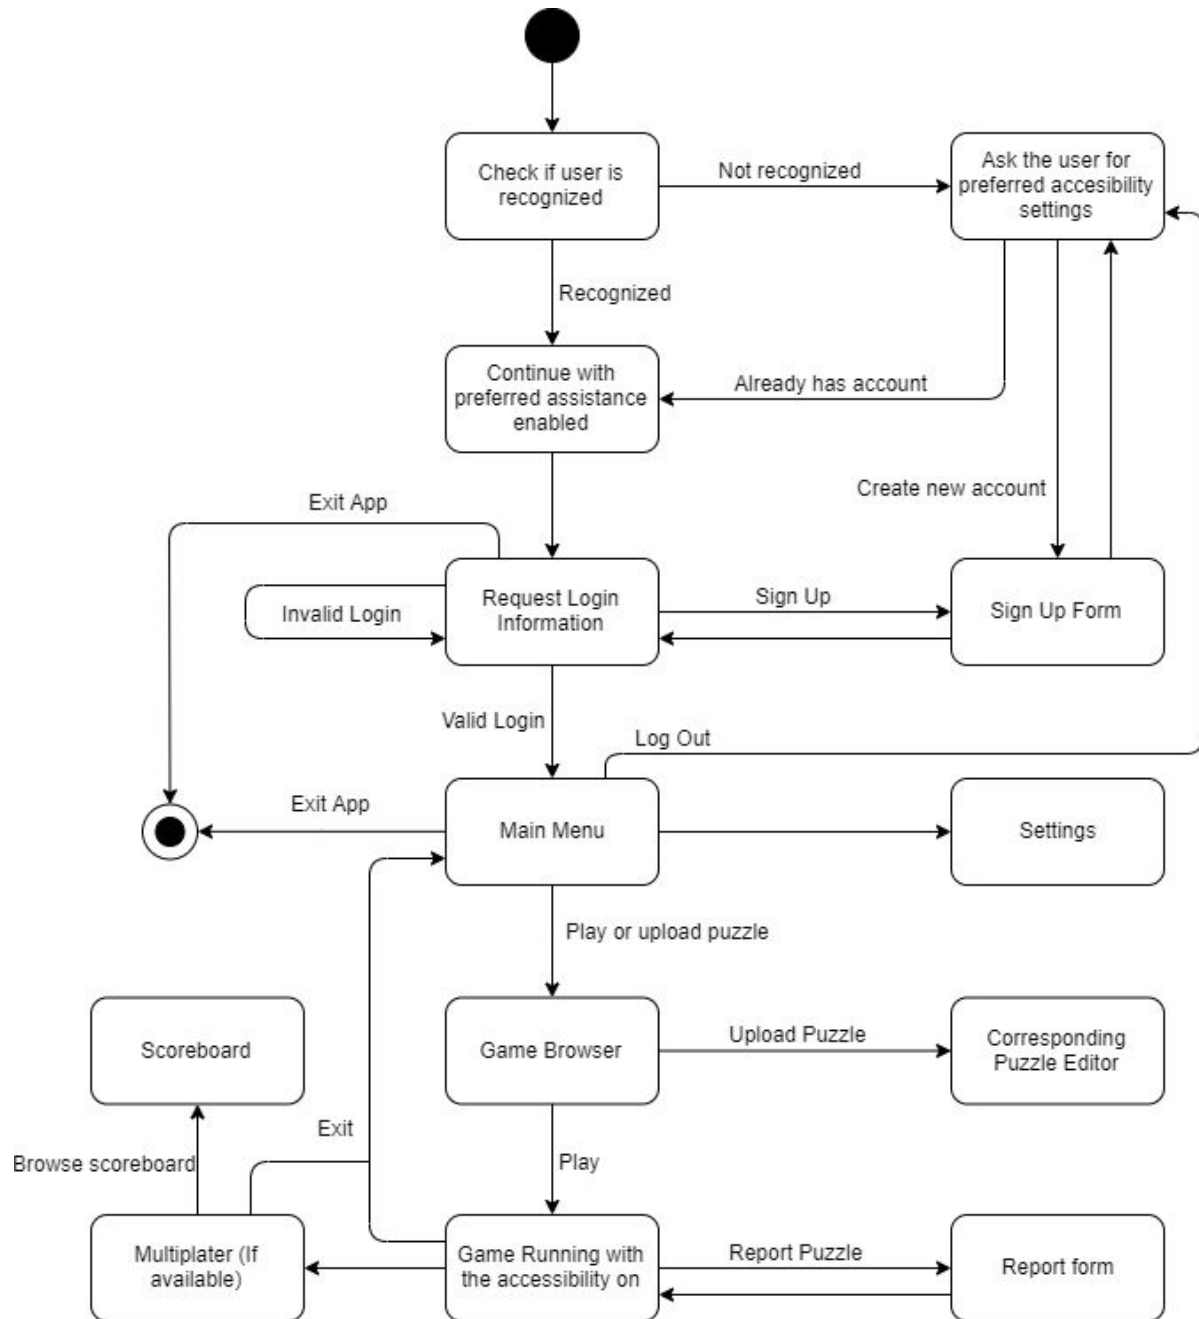 Check if user is
recognized
Not recognized
Ask the user for
preferred accesibility
settings
Recognized
Continue with
preferred assistance
enabled
Already has account
Create new account
Exit App
Invalid Login
Request Login
Information
Sign Up
Sign Up Form
Valid Login
Log Out
Exit App
Main Menu
Settings
Play or upload puzzle
Scoreboard
Game Browser
Upload Puzzle
Corresponding
Puzzle Editor
Exit
Browse scoreboard
Play
Multiplater (If
available)
Game Running with
the accessibility on
Report Puzzle
Report form